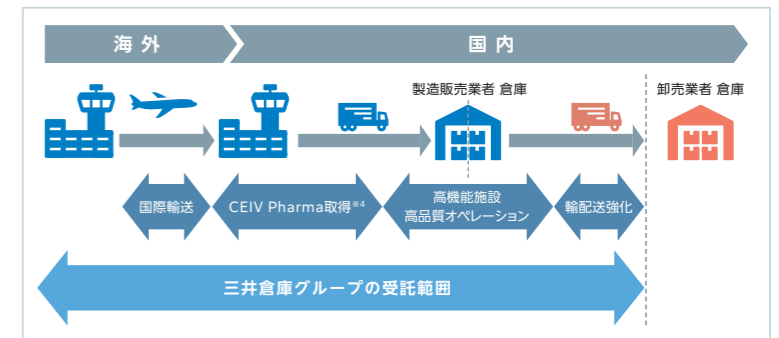 海外
国内
製造販売業者 倉庫
卸売業者 倉庫
国際輸送
CEIV Pharma取得※4
高機能施設
高品質オペレーション
輸配送強化
三井倉庫グループの受託範囲